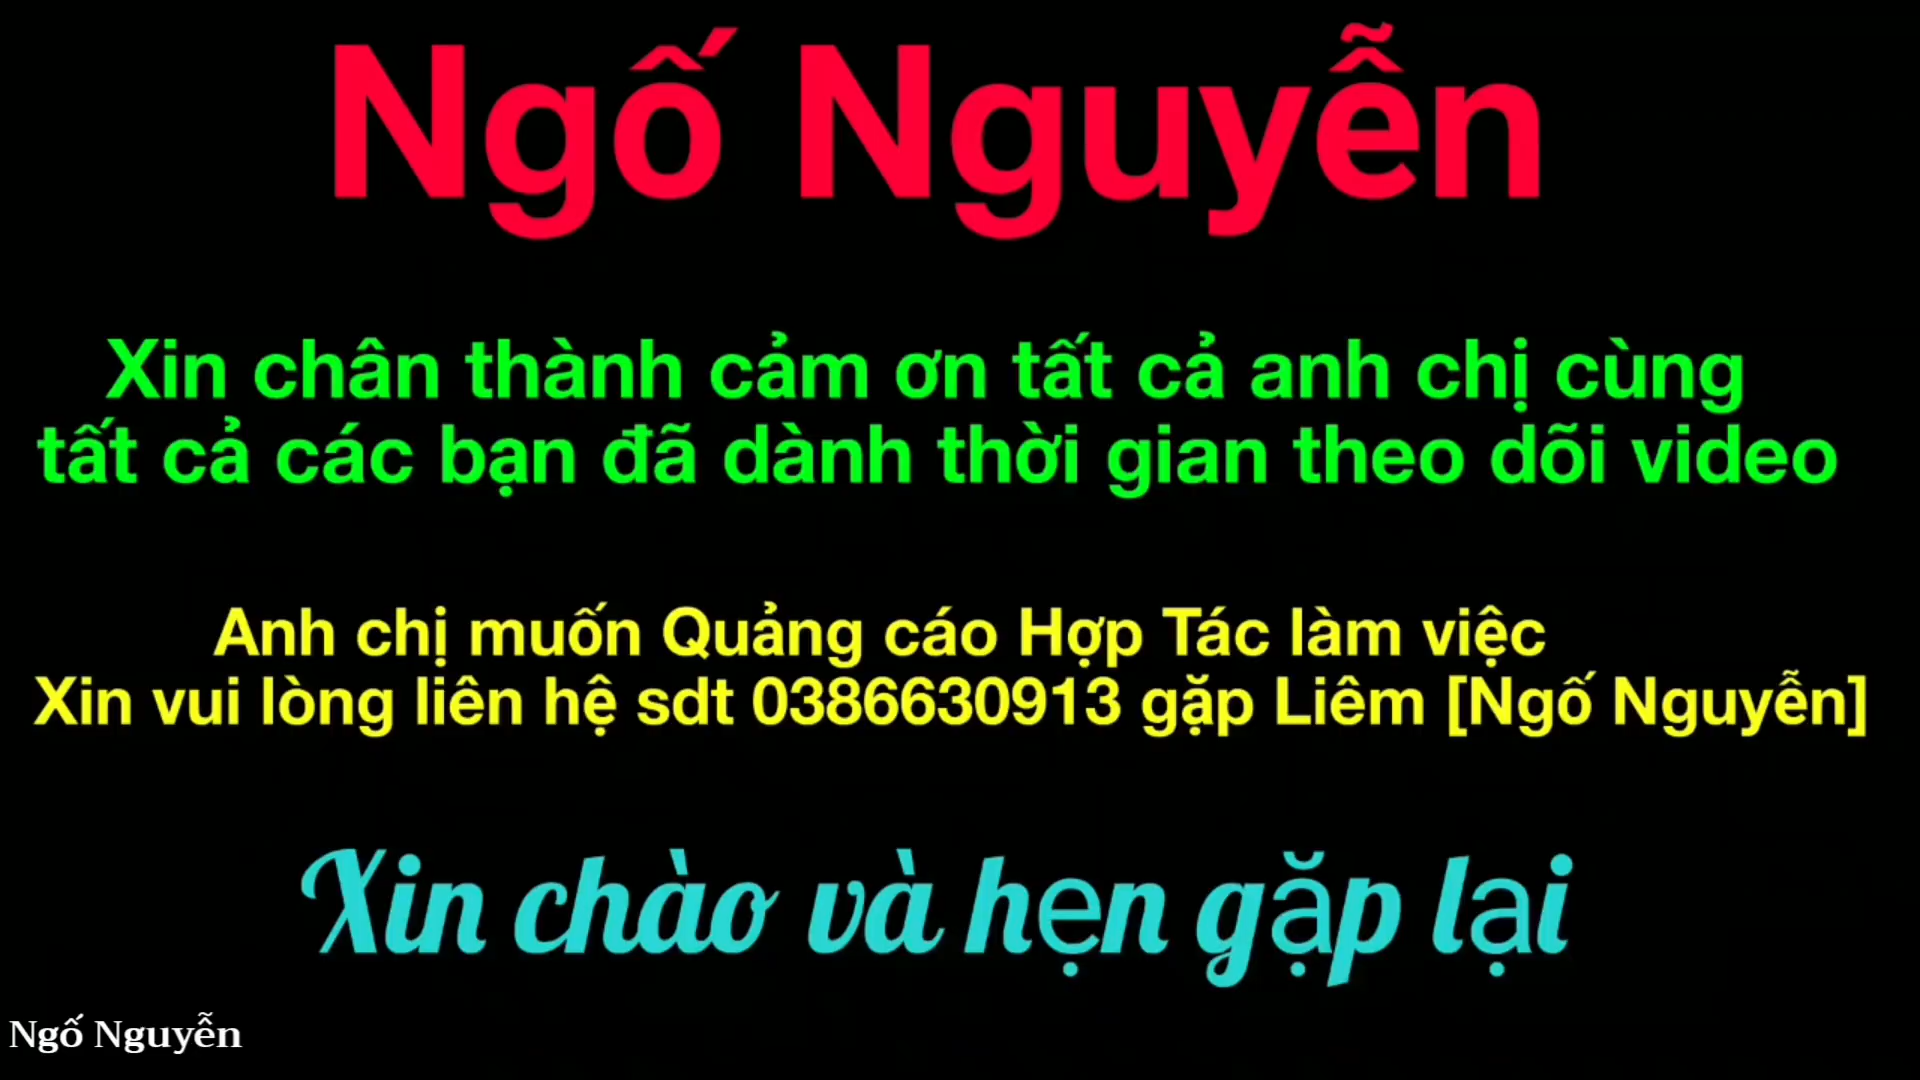 Ngố Nguyễn
Xin chân thành cảm ơn tất cả anh chị cùng
tất cả các bạn đã dành thời gian theo dõi video
Anh chị muốn Quảng cáo Hợp Tác làm việc
Xin vui lòng liên hệ sdt 0386630913 gặp Liêm [Ngố Nguyễn]
Xin chào và hẹn gặp lại
Ngố Nguyễn